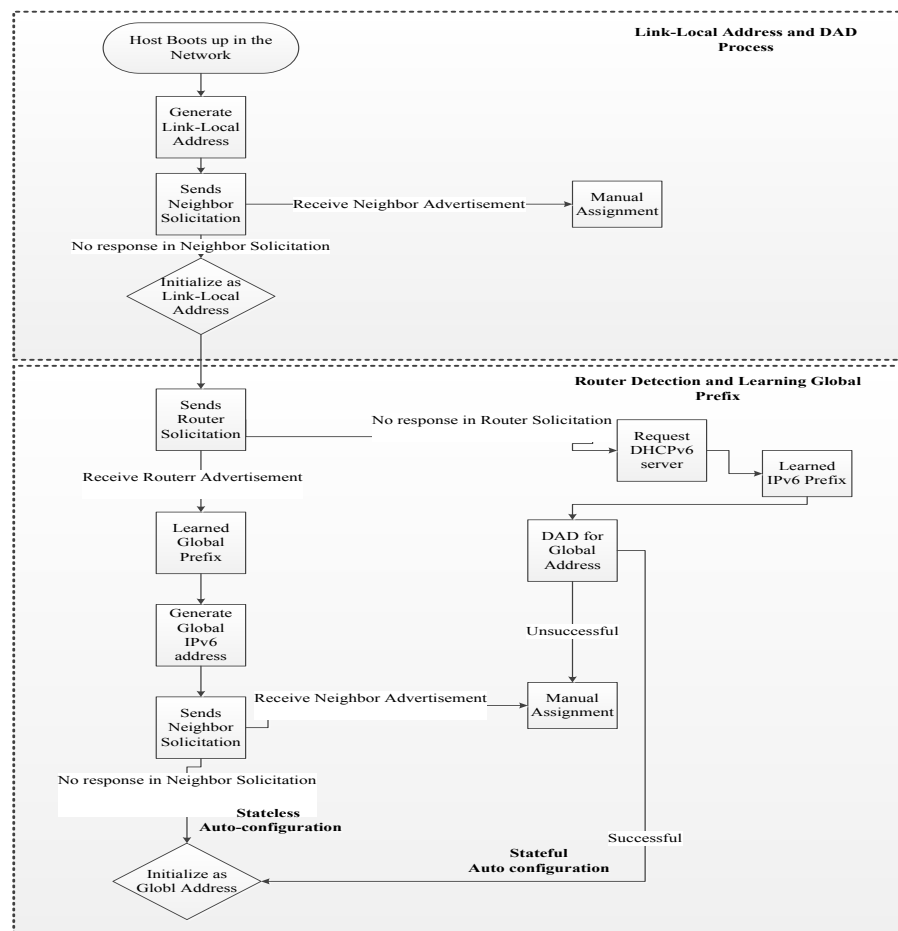 Link-Local Address and DAD
Process
Host Boots up in the
Network
Generate
Link-Local
Address
Sends
Neighbor
Solicitation
Receive Neighbor Advertisement
Manual
Assignment
No response in Neighbor Solicitation
Initialize as
Link-Local
Address
Router Detection and Learning Global
Prefix
Sends
Router
Solicitation
No response in Router Solicitation
Request
DHCPv6
server
Learned
IPv6 Prefix
Receive Routerr Advertisement
Learned
Global
Prefix
DAD for
Global
Address
Generate
Global
IPv6
address
Unsuccessful
Sends
Neighbor
Solicitation
Receive Neighbor Advertisement
Manual
Assignment
No response in Neighbor Solicitation
Stateless
Auto-configuration
Successful
Stateful
Auto configuration
Initialize as
Globl Address